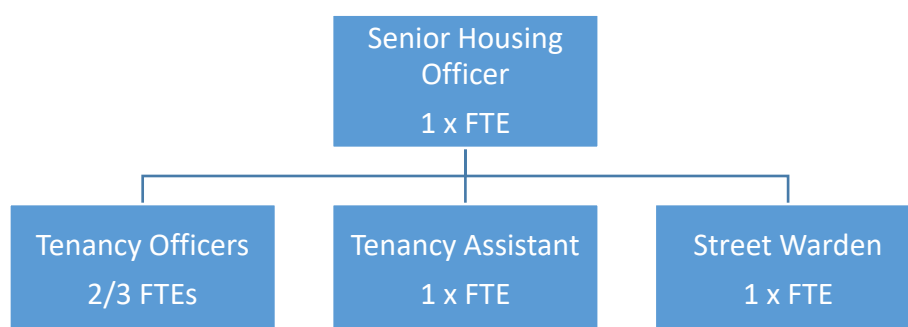 Senior Housing
Officer
1 x FTE
Tenancy Officers
2/3 FTEs
Tenancy Assistant
1 x FTE
Street Warden
1 x FTE